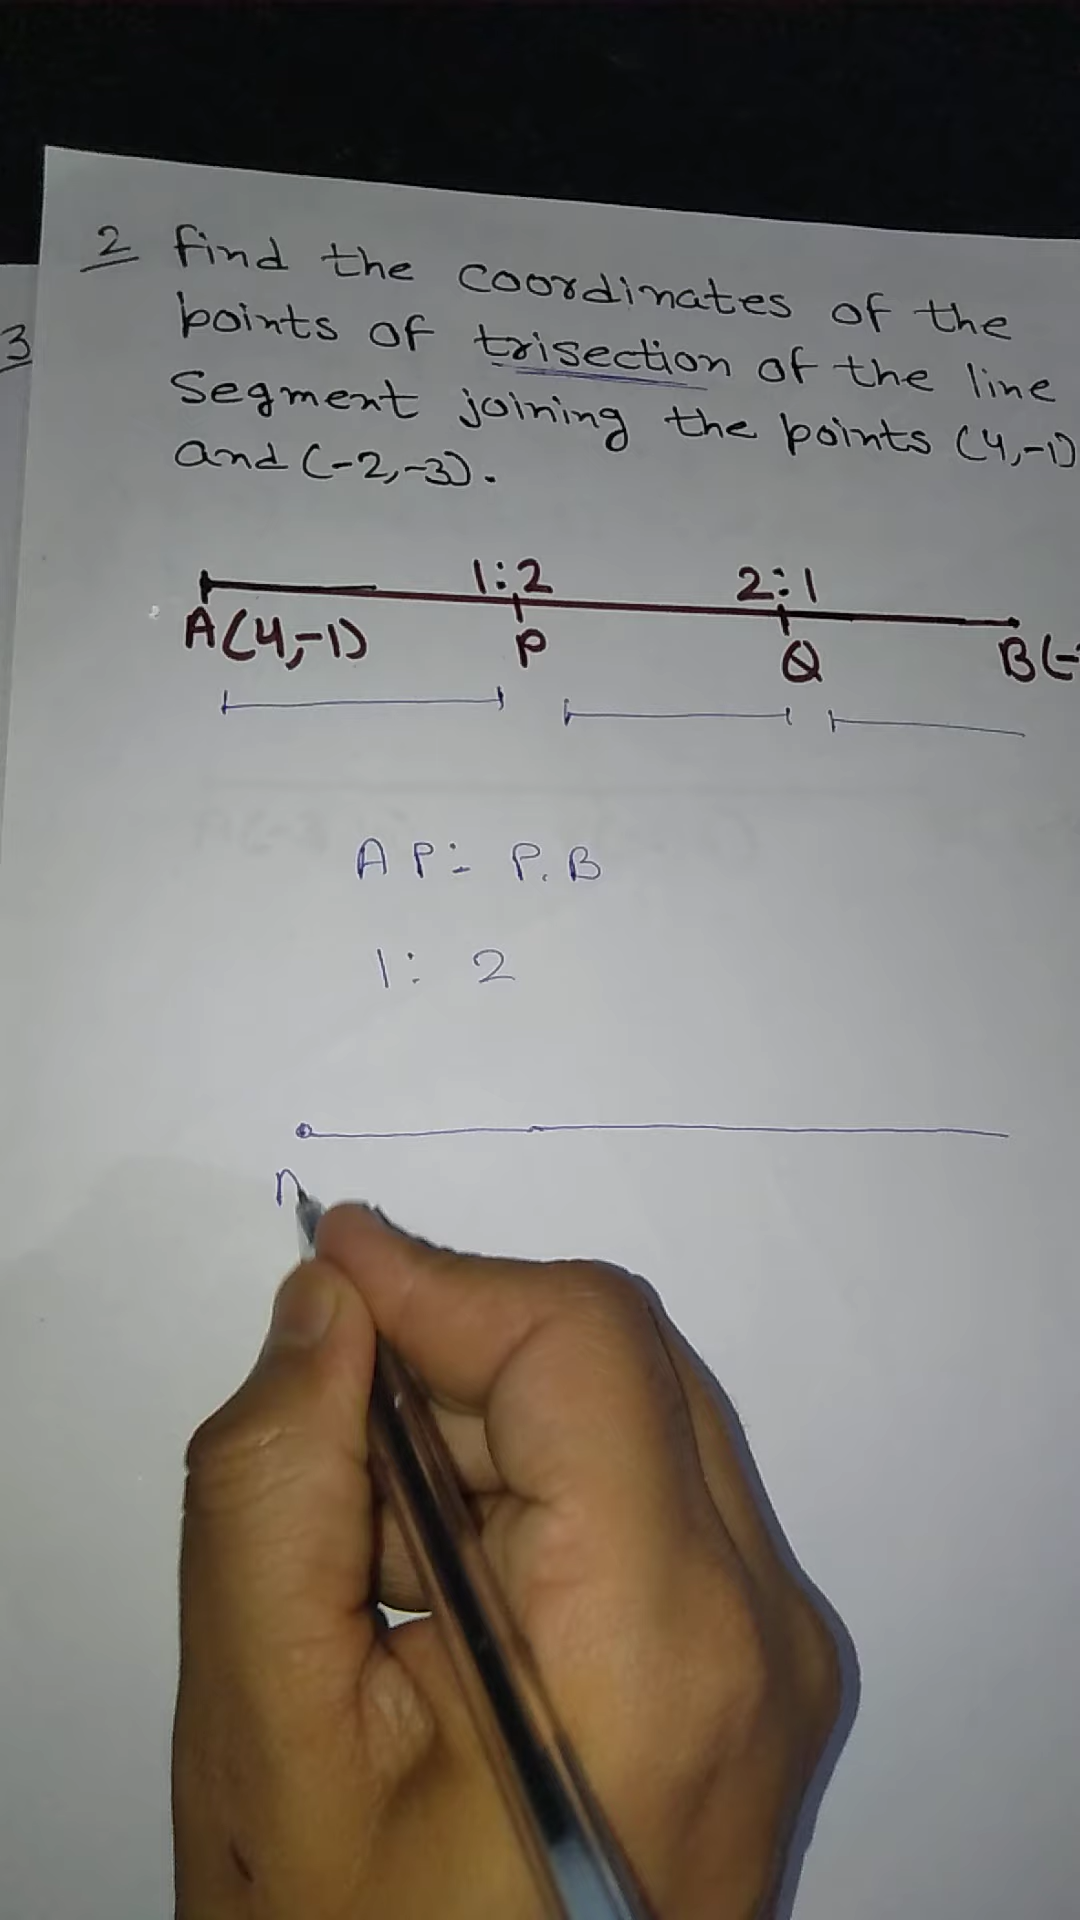 2 find the coordinates of the
3
points of trisection of the line
segment joining the points (4,-1)
and (-2,-3).
1:2 2:1
A(4,-1) P Q B(-
AP:- P.B
1: 2